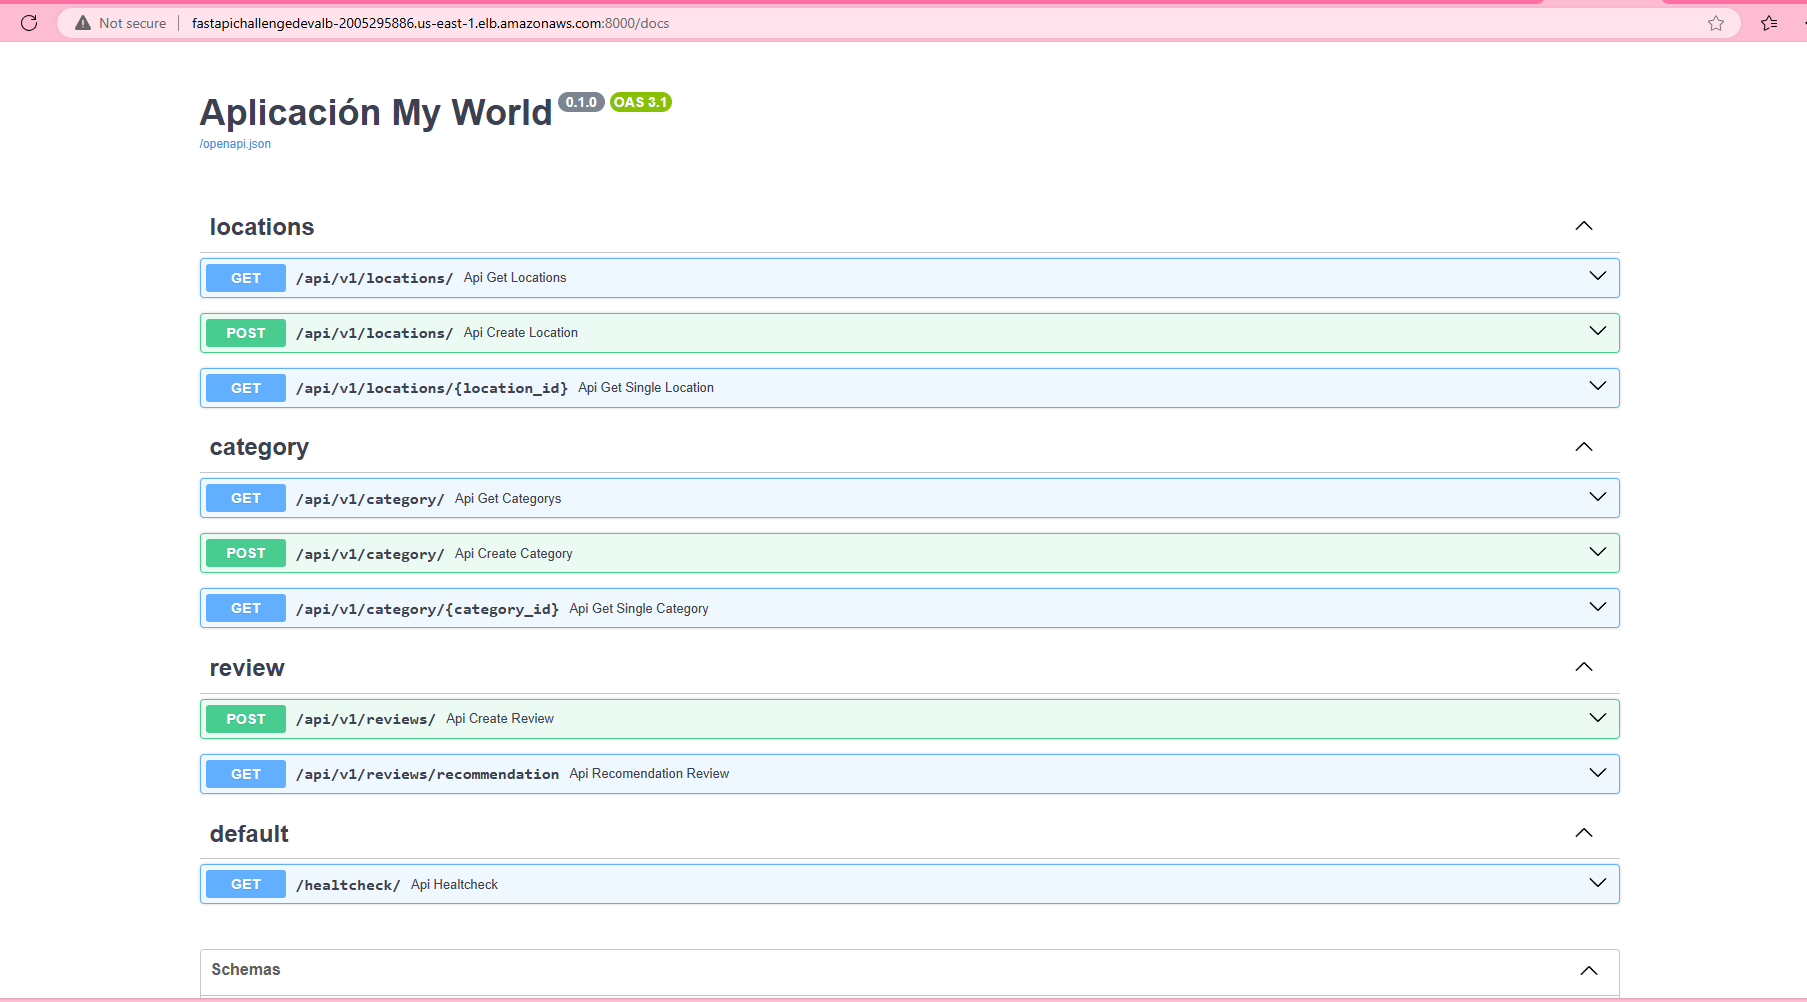 Not secure fastapichallengedevalb-2005295886.us-east-1.elb.amazonaws.com:8000/docs
Aplicación My World 0.1.0 OAS 3.1
/openapi.json
locations
GET /api/v1/locations/ Api Get Locations
POST /api/v1/locations/ Api Create Location
GET /api/v1/locations/{location_id} Api Get Single Location
category
GET /api/v1/category/ Api Get Categorys
POST /api/v1/category/ Api Create Category
GET /api/v1/category/{category_id} Api Get Single Category
review
POST /api/v1/reviews/ Api Create Review
GET /api/v1/reviews/recommendation Api Recomendation Review
default
GET /healtcheck/ Api Healtcheck
Schemas